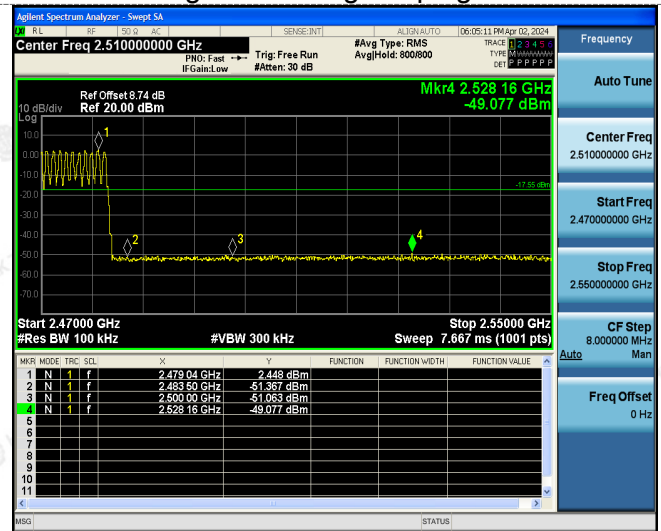 Agilent Spectrum Analyzer - Swept SA
RL RF 50 Ω AC SENSE:INT ALIGN AUTO 06:05:11 PM Apr 02, 2024
Center Freq 2.510000000 GHz
PNO: Fast
IFGain:Low
Trig: Free Run
#Atten: 30 dB
#Avg Type: RMS
Avg|Hold: 800/800
TRACE 1 2 3 4 5 6
TYPE MWWWWW
DET P P P P P P
Mkr4 2.528 16 GHz
-49.077 dBm
Ref Offset 8.74 dB
10 dB/div Ref 20.00 dBm
Log
10.0
0.00
-10.0
-20.0
-30.0
-40.0
-50.0
-60.0
-70.0
1
2
3
4
-17.55 dBm
Start 2.47000 GHz Stop 2.55000 GHz
#Res BW 100 kHz #VBW 300 kHz Sweep 7.667 ms (1001 pts)
MKR MODE TRC SCL X Y FUNCTION FUNCTION WIDTH FUNCTION VALUE
1 N 1 f 2.479 04 GHz 2.448 dBm
2 N 1 f 2.483 50 GHz -51.367 dBm
3 N 1 f 2.500 00 GHz -51.063 dBm
4 N 1 f 2.528 16 GHz -49.077 dBm
5
6
7
8
9
10
11
MSG STATUS
Frequency
Auto Tune
Center Freq
2.510000000 GHz
Start Freq
2.470000000 GHz
Stop Freq
2.550000000 GHz
CF Step
8.000000 MHz
Auto Man
Freq Offset
0 Hz